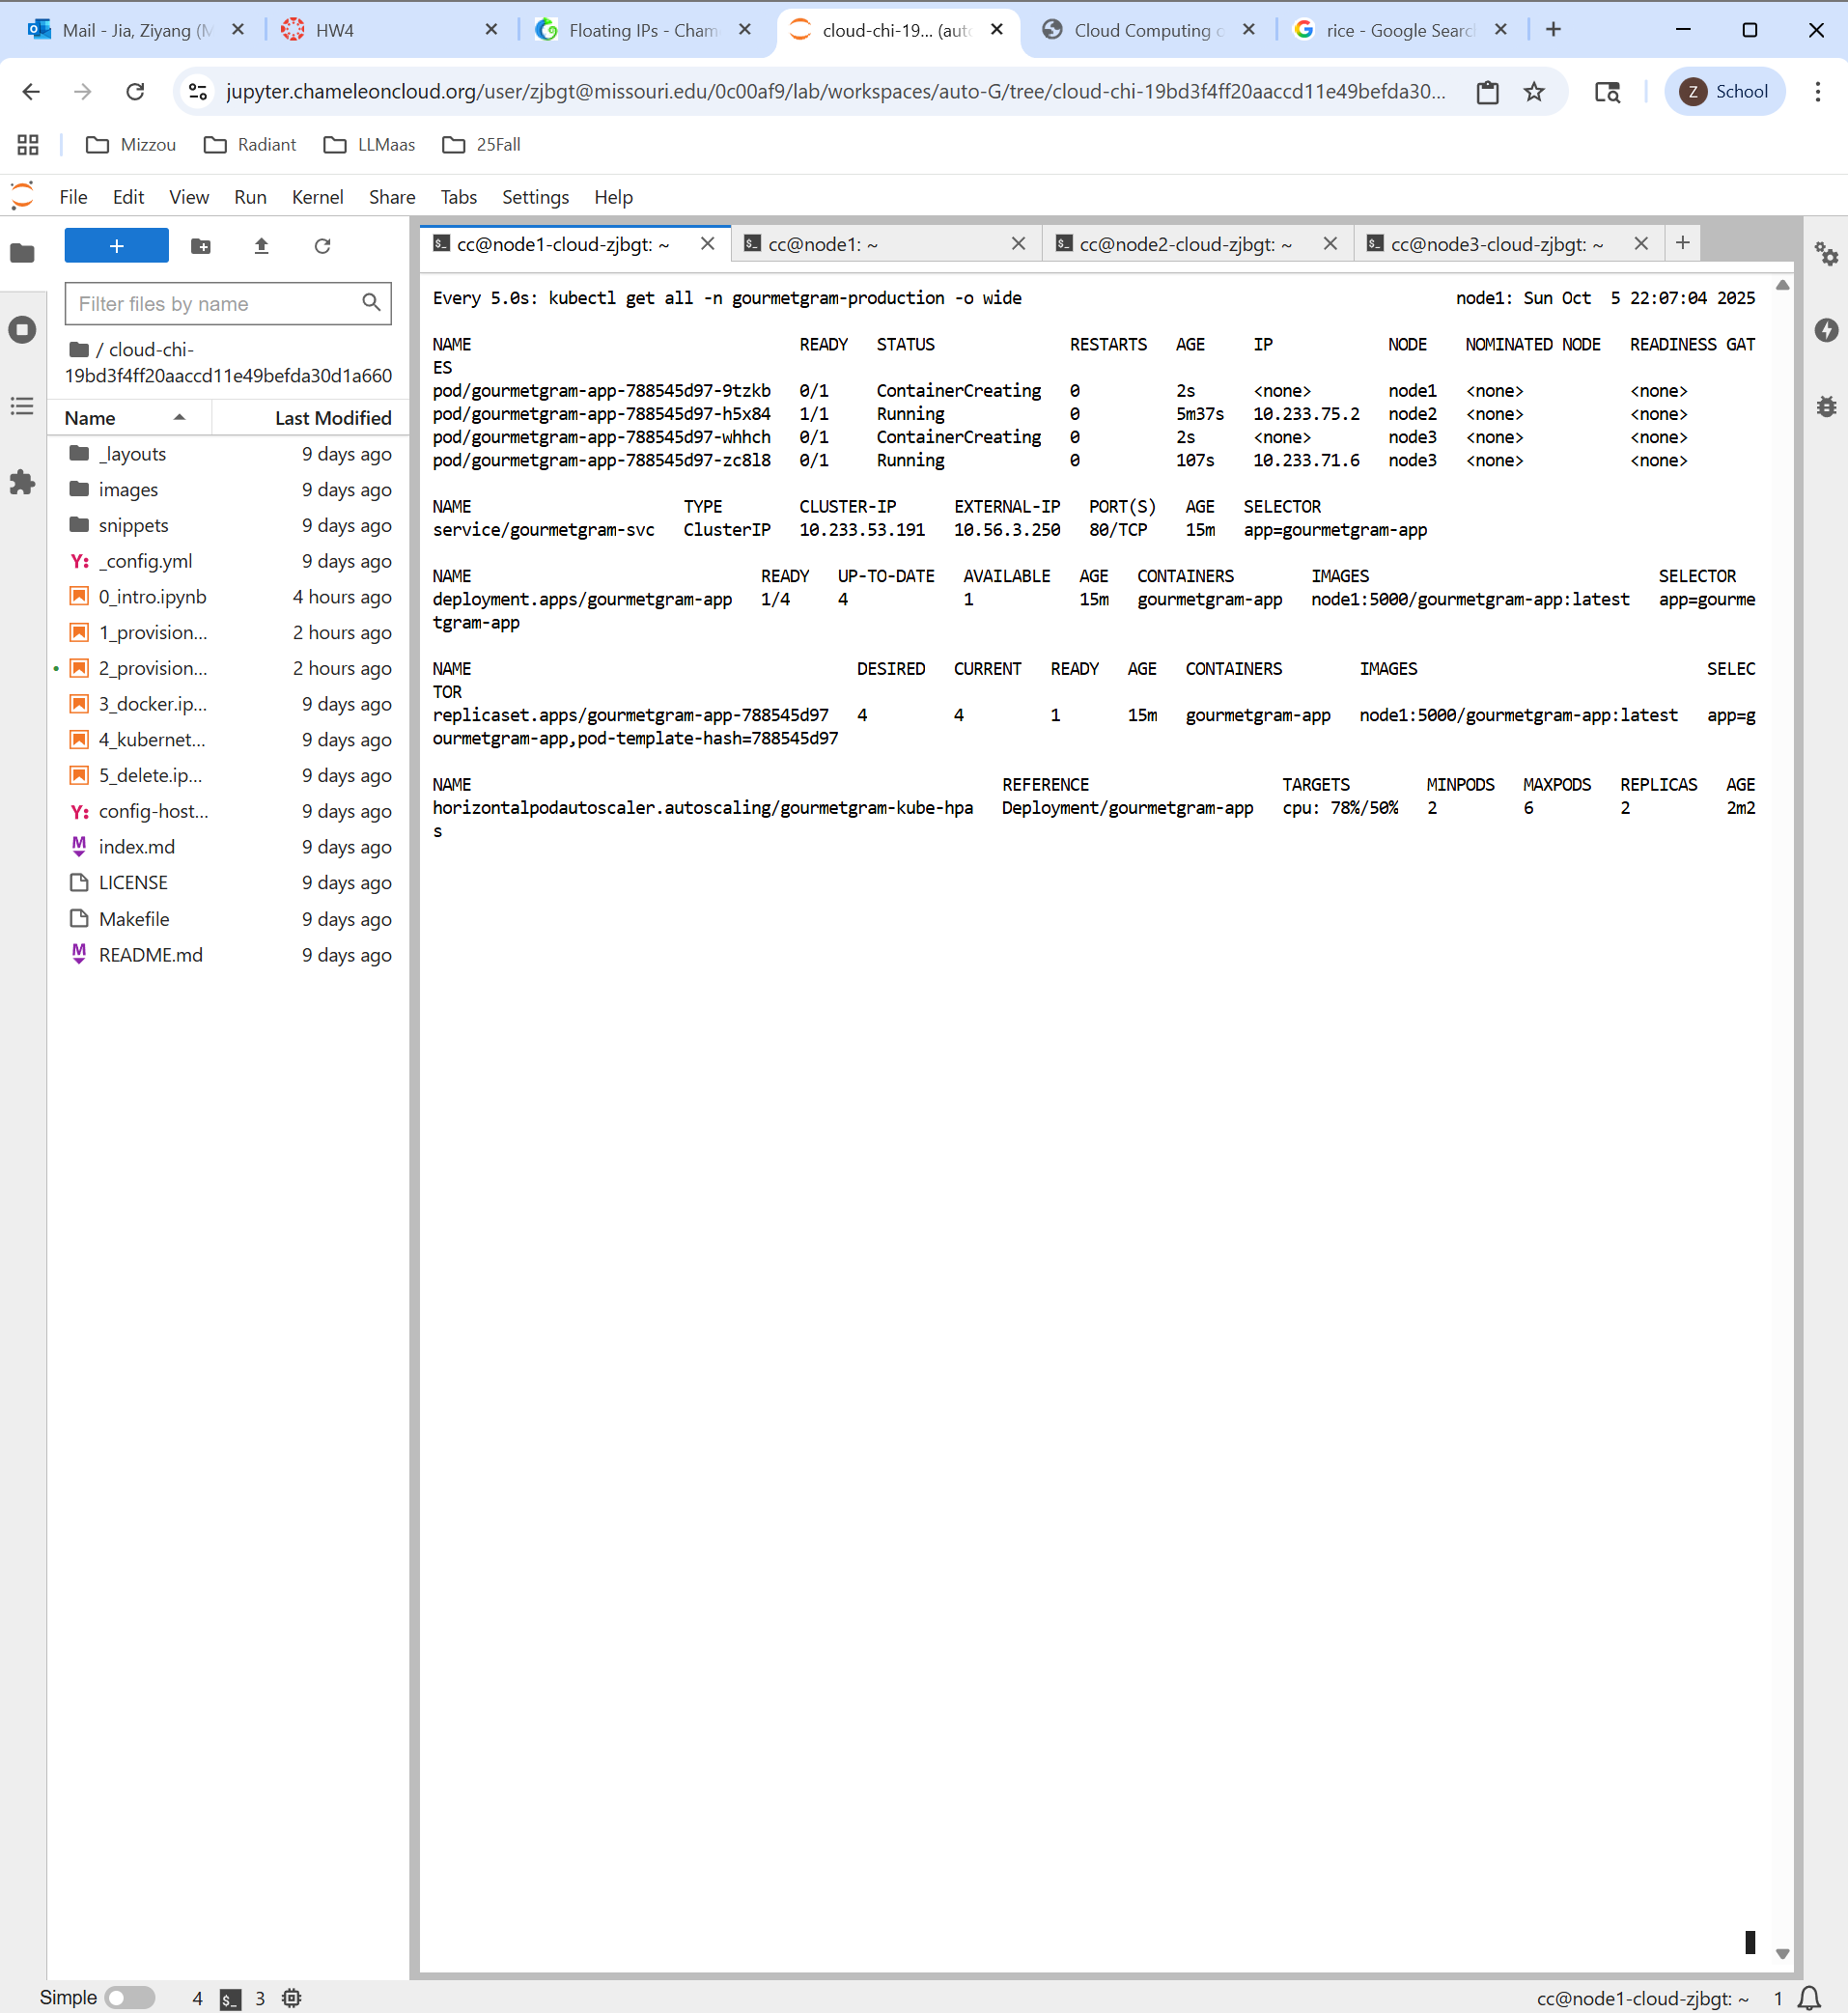 Mail - Jia, Ziyang (M
HW4
Floating IPs - Cham
cloud-chi-19... (aut
Cloud Computing
rice - Google Searc
jupyter.chameleoncloud.org/user/zjbgt@missouri.edu/0c00af9/lab/workspaces/auto-G/tree/cloud-chi-19bd3f4ff20aaccd11e49befda30...
Z School
Mizzou Radiant LLMaas 25Fall
File Edit View Run Kernel Share Tabs Settings Help
cc@node1-cloud-zjbgt: ~ cc@node1: ~ cc@node2-cloud-zjbgt: ~ cc@node3-cloud-zjbgt: ~
Filter files by name
/ cloud-chi-
19bd3f4ff20aaccd11e49befda30d1a660
Name Last Modified
_layouts 9 days ago
images 9 days ago
snippets 9 days ago
Y: _config.yml 9 days ago
0_intro.ipynb 4 hours ago
1_provision... 2 hours ago
2_provision... 2 hours ago
3_docker.ip... 9 days ago
4_kubernet... 9 days ago
5_delete.ip... 9 days ago
Y: config-host... 9 days ago
M index.md 9 days ago
LICENSE 9 days ago
Makefile 9 days ago
M README.md 9 days ago
Every 5.0s: kubectl get all -n gourmetgram-production -o wide node1: Sun Oct 5 22:07:04 2025
NAME READY STATUS RESTARTS AGE IP NODE NOMINATED NODE READINESS GAT
ES
pod/gourmetgram-app-788545d97-9tzkb 0/1 ContainerCreating 0 2s <none> node1 <none> <none>
pod/gourmetgram-app-788545d97-h5x84 1/1 Running 0 5m37s 10.233.75.2 node2 <none> <none>
pod/gourmetgram-app-788545d97-whhch 0/1 ContainerCreating 0 2s <none> node3 <none> <none>
pod/gourmetgram-app-788545d97-zc8l8 0/1 Running 0 107s 10.233.71.6 node3 <none> <none>
NAME TYPE CLUSTER-IP EXTERNAL-IP PORT(S) AGE SELECTOR
service/gourmetgram-svc ClusterIP 10.233.53.191 10.56.3.250 80/TCP 15m app=gourmetgram-app
NAME READY UP-TO-DATE AVAILABLE AGE CONTAINERS IMAGES SELECTOR
deployment.apps/gourmetgram-app 1/4 4 1 15m gourmetgram-app node1:5000/gourmetgram-app:latest app=gourme
tgram-app
NAME DESIRED CURRENT READY AGE CONTAINERS IMAGES SELEC
TOR
replicaset.apps/gourmetgram-app-788545d97 4 4 1 15m gourmetgram-app node1:5000/gourmetgram-app:latest app=g
ourmetgram-app,pod-template-hash=788545d97
NAME REFERENCE TARGETS MINPODS MAXPODS REPLICAS AGE
horizontalpodautoscaler.autoscaling/gourmetgram-kube-hpa Deployment/gourmetgram-app cpu: 78%/50% 2 6 2 2m2
s
Simple 4 $_ 3 cc@node1-cloud-zjbgt: ~ 1